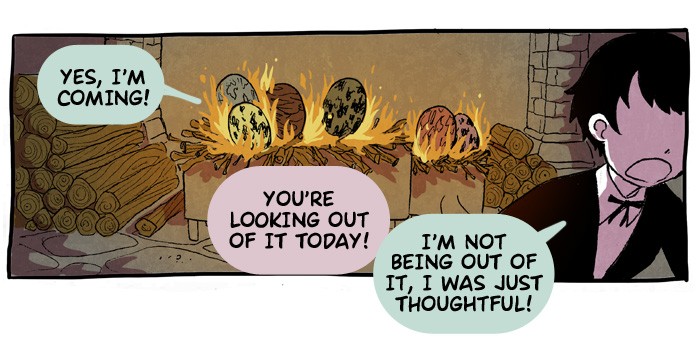 YES, I'M
COMING!
YOU'RE
LOOKING OUT
OF IT TODAY!
I'M NOT
BEING OUT OF
IT, I WAS JUST
THOUGHTFUL!